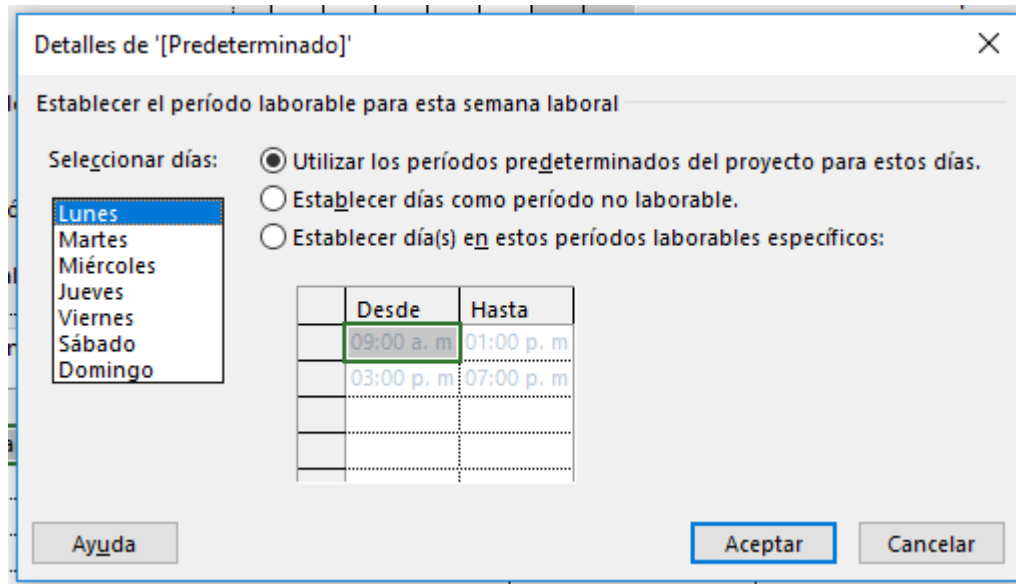 Detalles de '[Predeterminado]'
Establecer el período laborable para esta semana laboral
Seleccionar días:
Lunes
Martes
Miércoles
Jueves
Viernes
Sábado
Domingo
Utilizar los períodos predeterminados del proyecto para estos días.
Establecer días como período no laborable.
Establecer día(s) en estos períodos laborables específicos:
Desde Hasta
09:00 a. m 01:00 p. m
03:00 p. m 07:00 p. m
Ayuda
Aceptar
Cancelar